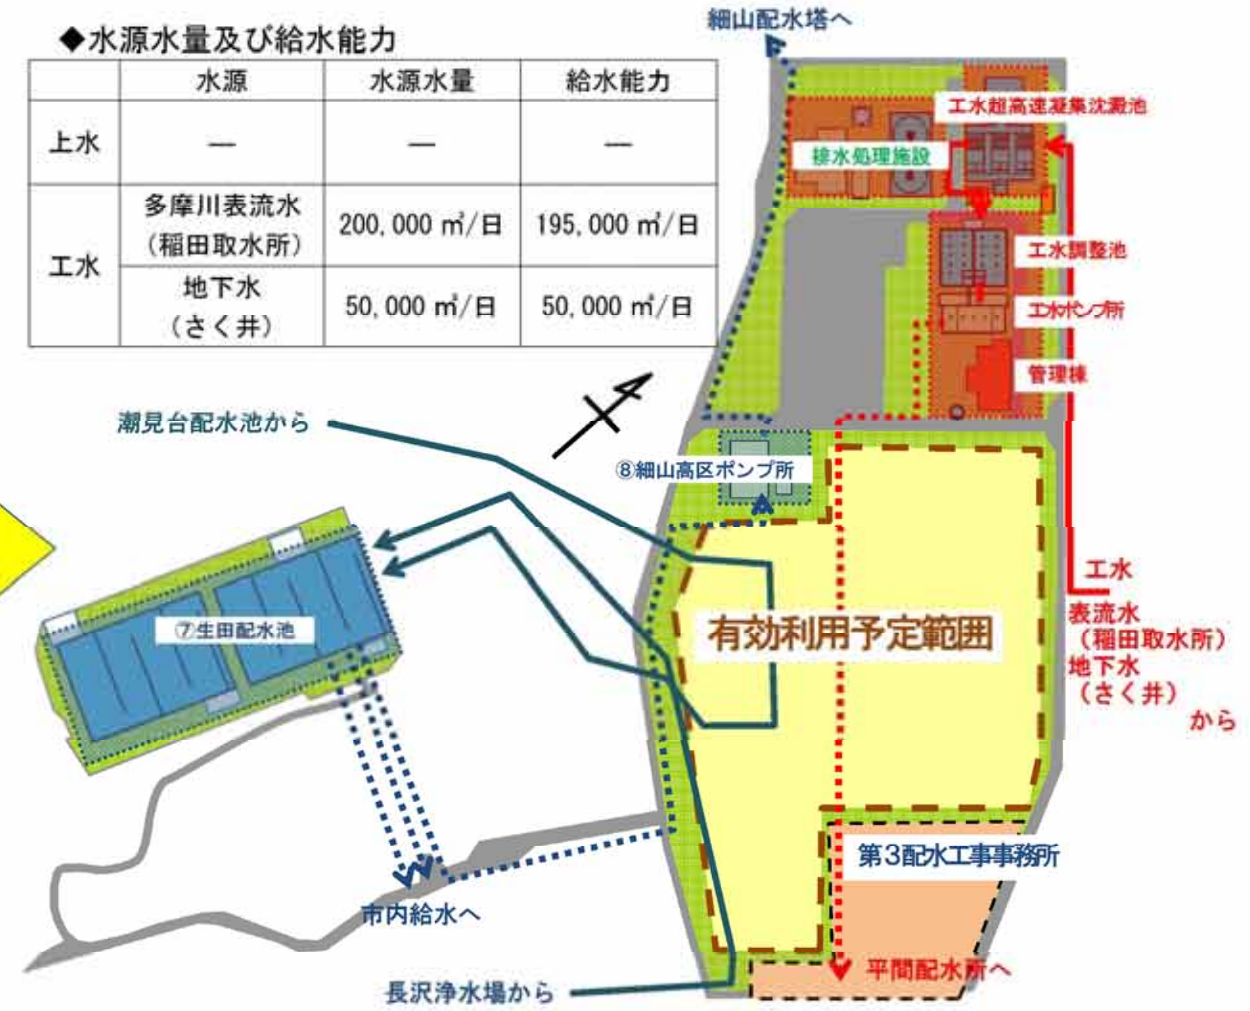 ◆水源水量及び給水能力
水源 水源水量 給水能力
上水 — — —
工水
多摩川表流水
（稲田取水所）
200,000 ㎥/日 195,000 ㎥/日
地下水
（さく井）
50,000 ㎥/日 50,000 ㎥/日
細山配水塔へ
工水超高速凝集沈澱池
排水処理施設
工水調整池
工水ポンプ所
管理棟
潮見台配水池から
⑧細山高区ポンプ所
⑦生田配水池
有効利用予定範囲
工水
表流水
（稲田取水所）
地下水
（さく井）
から
第3配水工事事務所
市内給水へ
平間配水所へ
長沢浄水場から